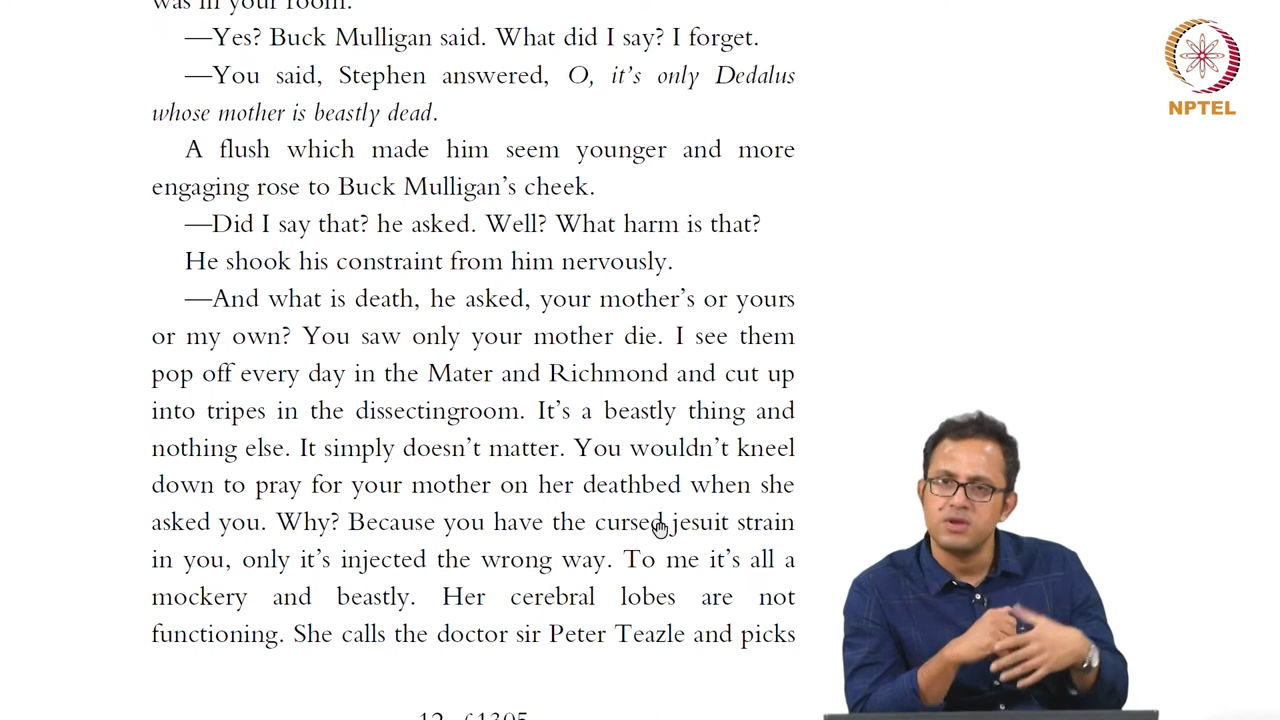 was in your room.
—Yes? Buck Mulligan said. What did I say? I forget.
—You said, Stephen answered, O, it's only Dedalus
whose mother is beastly dead.
A flush which made him seem younger and more
engaging rose to Buck Mulligan's cheek.
—Did I say that? he asked. Well? What harm is that?
He shook his constraint from him nervously.
—And what is death, he asked, your mother's or yours
or my own? You saw only your mother die. I see them
pop off every day in the Mater and Richmond and cut up
into tripes in the dissectingroom. It's a beastly thing and
nothing else. It simply doesn't matter. You wouldn't kneel
down to pray for your mother on her deathbed when she
asked you. Why? Because you have the cursed jesuit strain
in you, only it's injected the wrong way. To me it's all a
mockery and beastly. Her cerebral lobes are not
functioning. She calls the doctor sir Peter Teazle and picks
12 of 1305
NPTEL